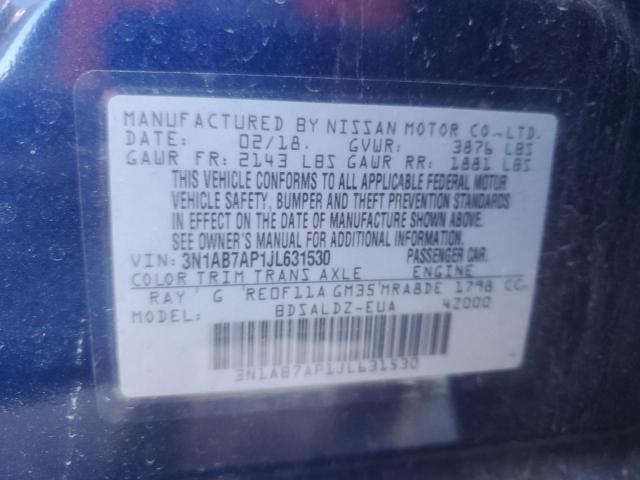 MANUFACTURED BY NISSAN MOTOR CO.,LTD.
DATE: 02/18. GVWR: 3876 LBS
GAWR FR: 2143 LBS GAWR RR: 1881 LBS
THIS VEHICLE CONFORMS TO ALL APPLICABLE FEDERAL MOTOR
VEHICLE SAFETY, BUMPER AND THEFT PREVENTION STANDARDS
IN EFFECT ON THE DATE OF MANUFACTURE SHOWN ABOVE.
SEE OWNER'S MANUAL FOR ADDITIONAL INFORMATION.
VIN: 3N1AB7AP1JL631530 PASSENGER CAR.
COLOR TRIM TRANS AXLE ENGINE
RAY G RE0F11A GM35 MRA8DE 1798 CC
MODEL: BDSALDZ-EUA 42000
3N1AB7AP1JL631530